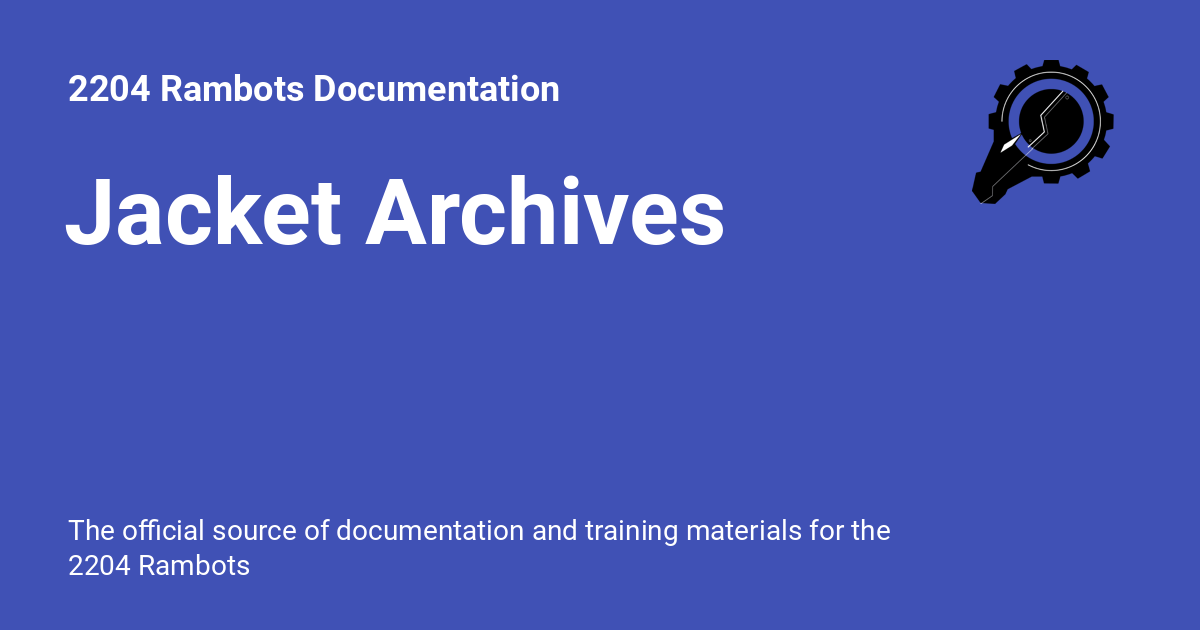 2204 Rambots Documentation
Jacket Archives
The official source of documentation and training materials for the
2204 Rambots